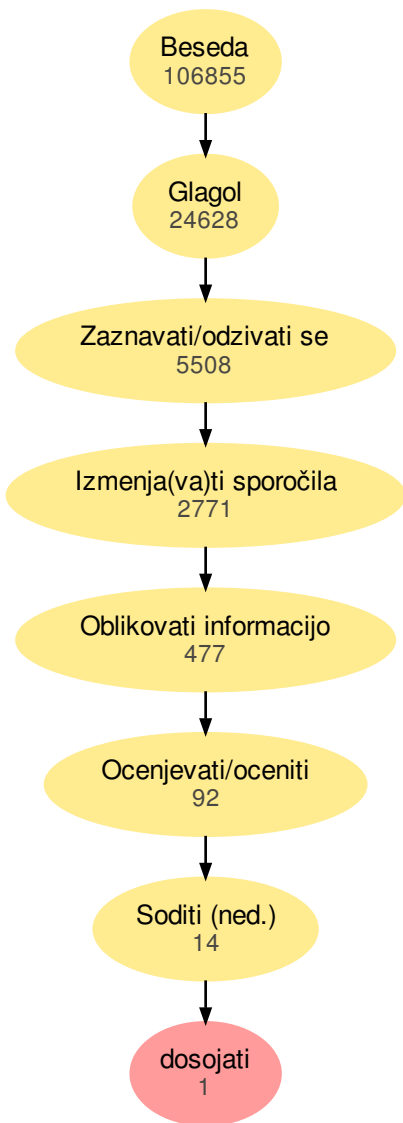 Beseda
106855
Glagol
24628
Zaznavati/odzivati se
5508
Izmenja(va)ti sporočila
2771
Oblikovati informacijo
477
Ocenjevati/oceniti
92
Soditi (ned.)
14
dosojati
1